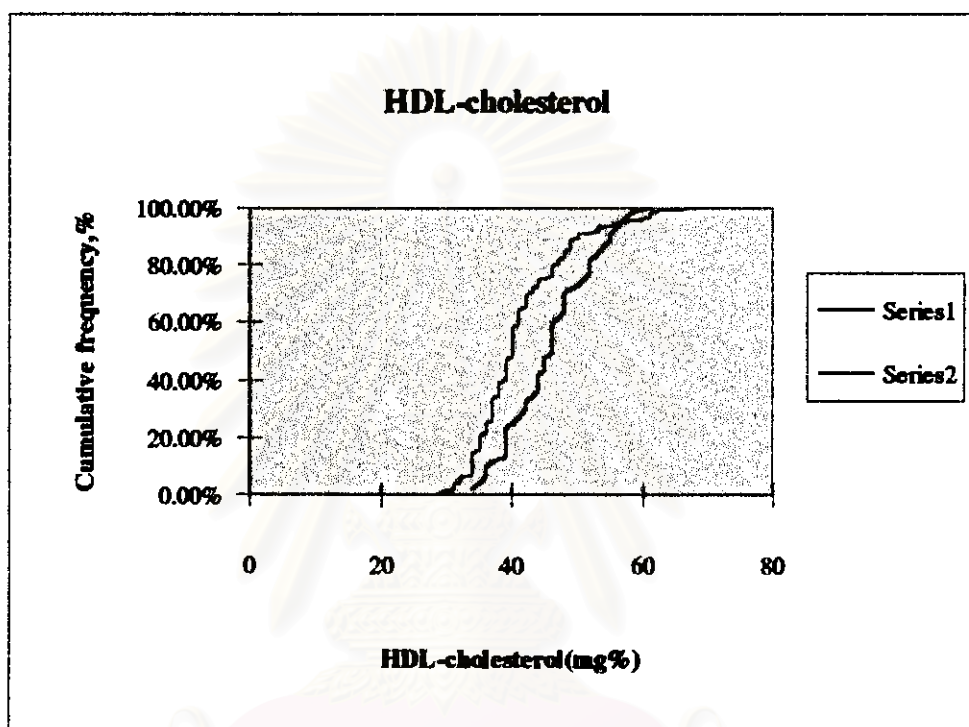 HDL-cholesterol
Cumulative frequency,%
100.00%
80.00%
60.00%
40.00%
20.00%
0.00%
0 20 40 60 80
HDL-cholesterol(mg%)
Series1
Series2